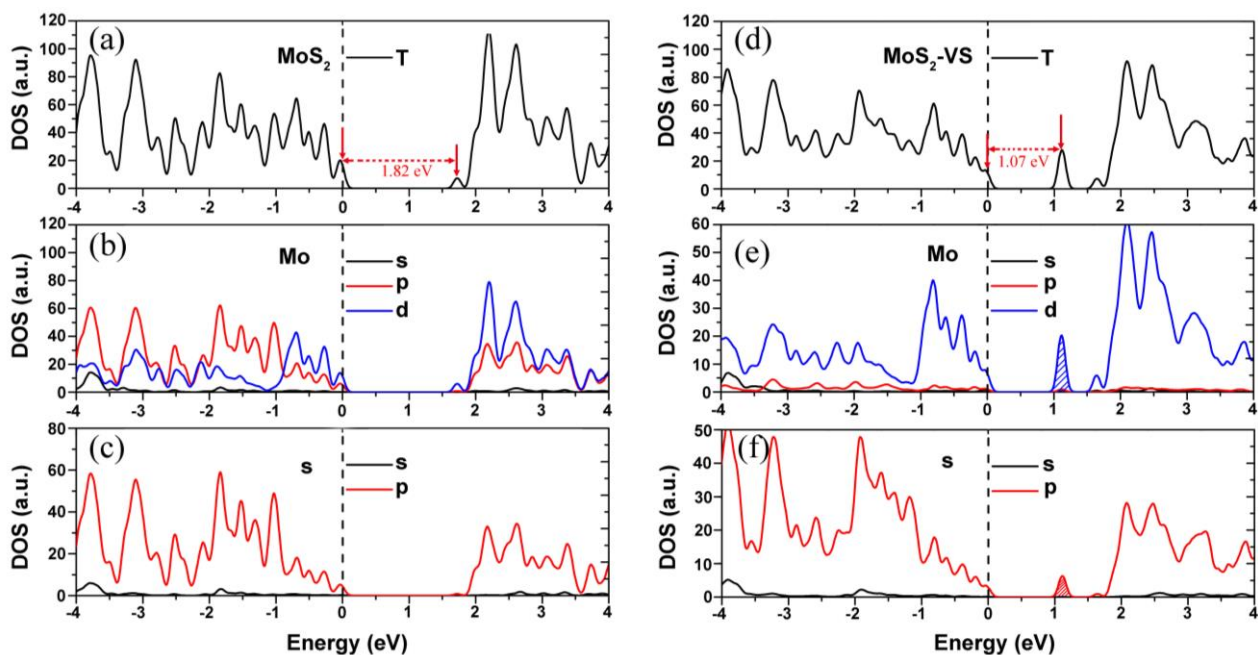 (a) MoS2 T
DOS (a.u.)
120
100
80
60
40
20
0
1.82 eV
-4 -3 -2 -1 0 1 2 3 4
(b) Mo s
p
d
DOS (a.u.)
120
100
80
60
40
20
0
-4 -3 -2 -1 0 1 2 3 4
(c) s s
p
DOS (a.u.)
80
60
40
20
0
-4 -3 -2 -1 0 1 2 3 4
Energy (eV)
(d) MoS2-VS T
DOS (a.u.)
120
100
80
60
40
20
0
1.07 eV
-4 -3 -2 -1 0 1 2 3 4
(e) Mo s
p
d
DOS (a.u.)
60
50
40
30
20
10
0
-4 -3 -2 -1 0 1 2 3 4
(f) s s
p
DOS (a.u.)
50
40
30
20
10
0
-4 -3 -2 -1 0 1 2 3 4
Energy (eV)